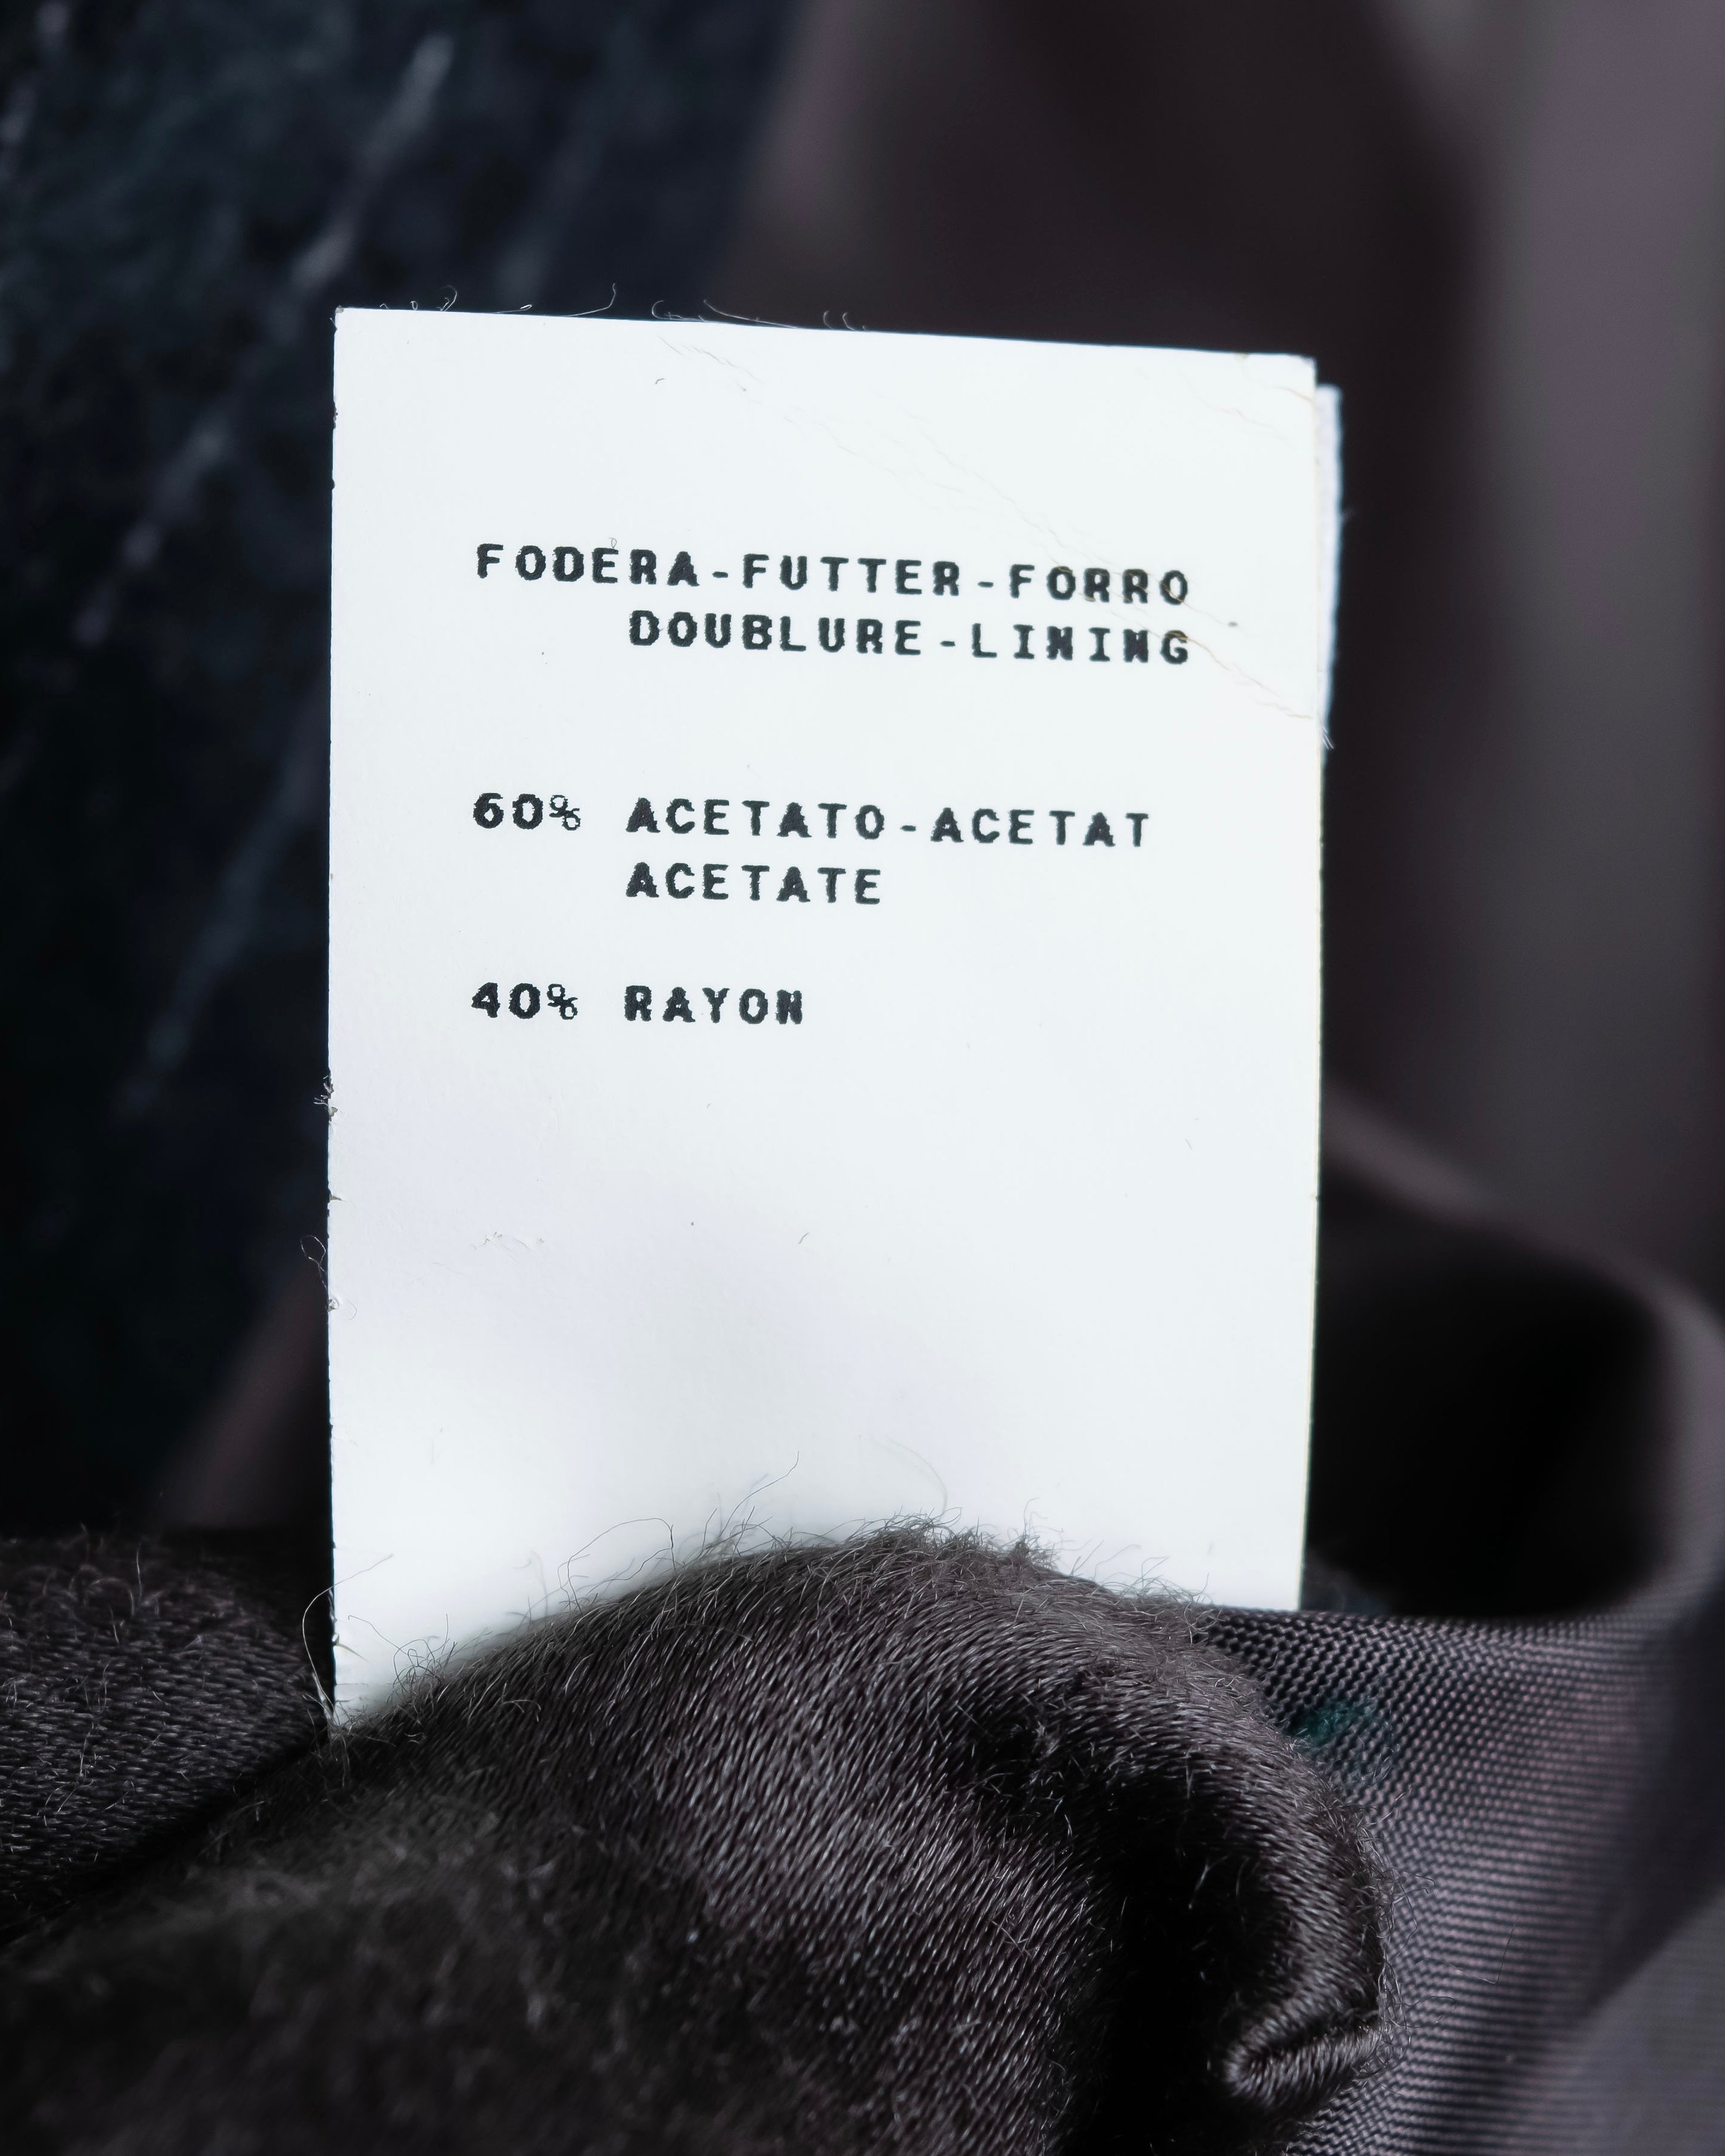 FODERA-FUTTER-FORRO
DOUBLURE-LINING
60% ACETATO-ACETAT
ACETATE
40% RAYON